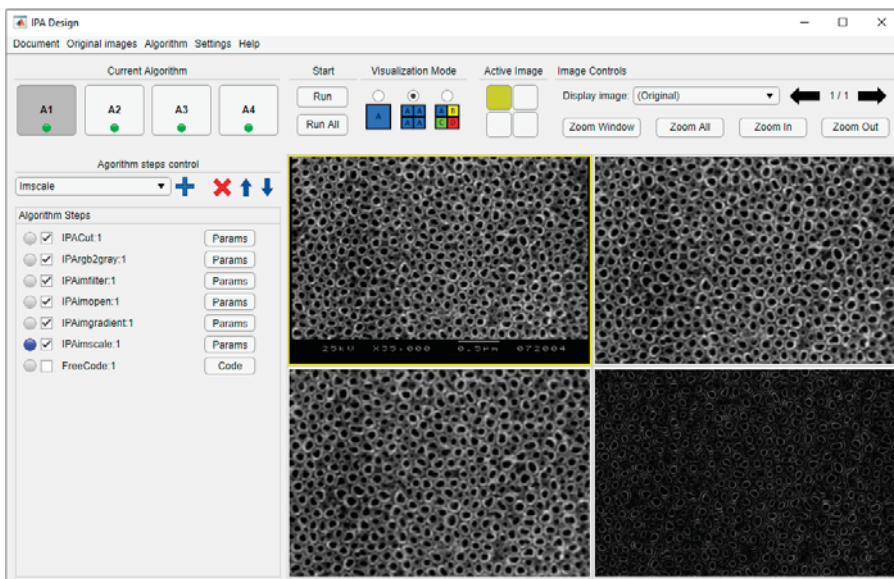 IPA Design
Document Original images Algorithm Settings Help
Current Algorithm
A1 A2 A3 A4
Start
Run
Run All
Visualization Mode
A
A A
A A
A B
C D
Active Image
Image Controls
Display image: (Original) 1 / 1
Zoom Window Zoom All Zoom In Zoom Out
Agorithm steps control
Imscale
Algorithm Steps
IPACut:1 Params
IPArgb2gray:1 Params
IPAimfilter:1 Params
IPAimopen:1 Params
IPAimgradient:1 Params
IPAimscale:1 Params
FreeCode:1 Code
25kV X35,000 0.5µm 072004